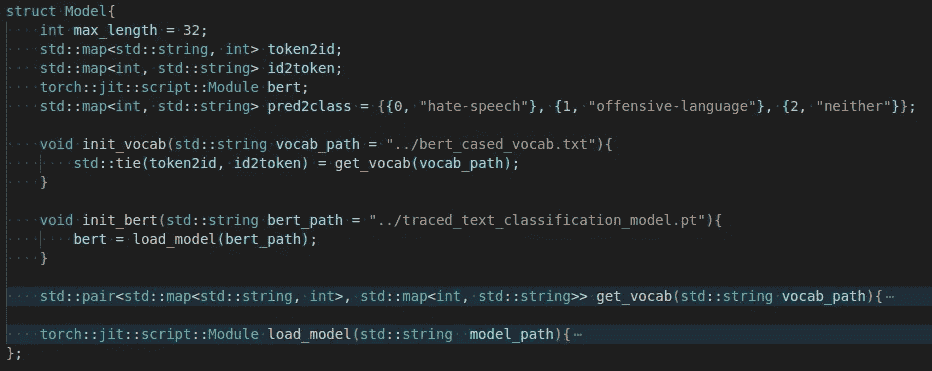 struct Model{
    int max_length = 32;
    std::map<std::string, int> token2id;
    std::map<int, std::string> id2token;
    torch::jit::script::Module bert;
    std::map<int, std::string> pred2class = {{0, "hate-speech"}, {1, "offensive-language"}, {2, "neither"}};

    void init_vocab(std::string vocab_path = "../bert_cased_vocab.txt"){
        std::tie(token2id, id2token) = get_vocab(vocab_path);
    }

    void init_bert(std::string bert_path = "../traced_text_classification_model.pt"){
        bert = load_model(bert_path);
    }

    std::pair<std::map<std::string, int>, std::map<int, std::string>> get_vocab(std::string vocab_path){⋯

    torch::jit::script::Module load_model(std::string  model_path){⋯
};